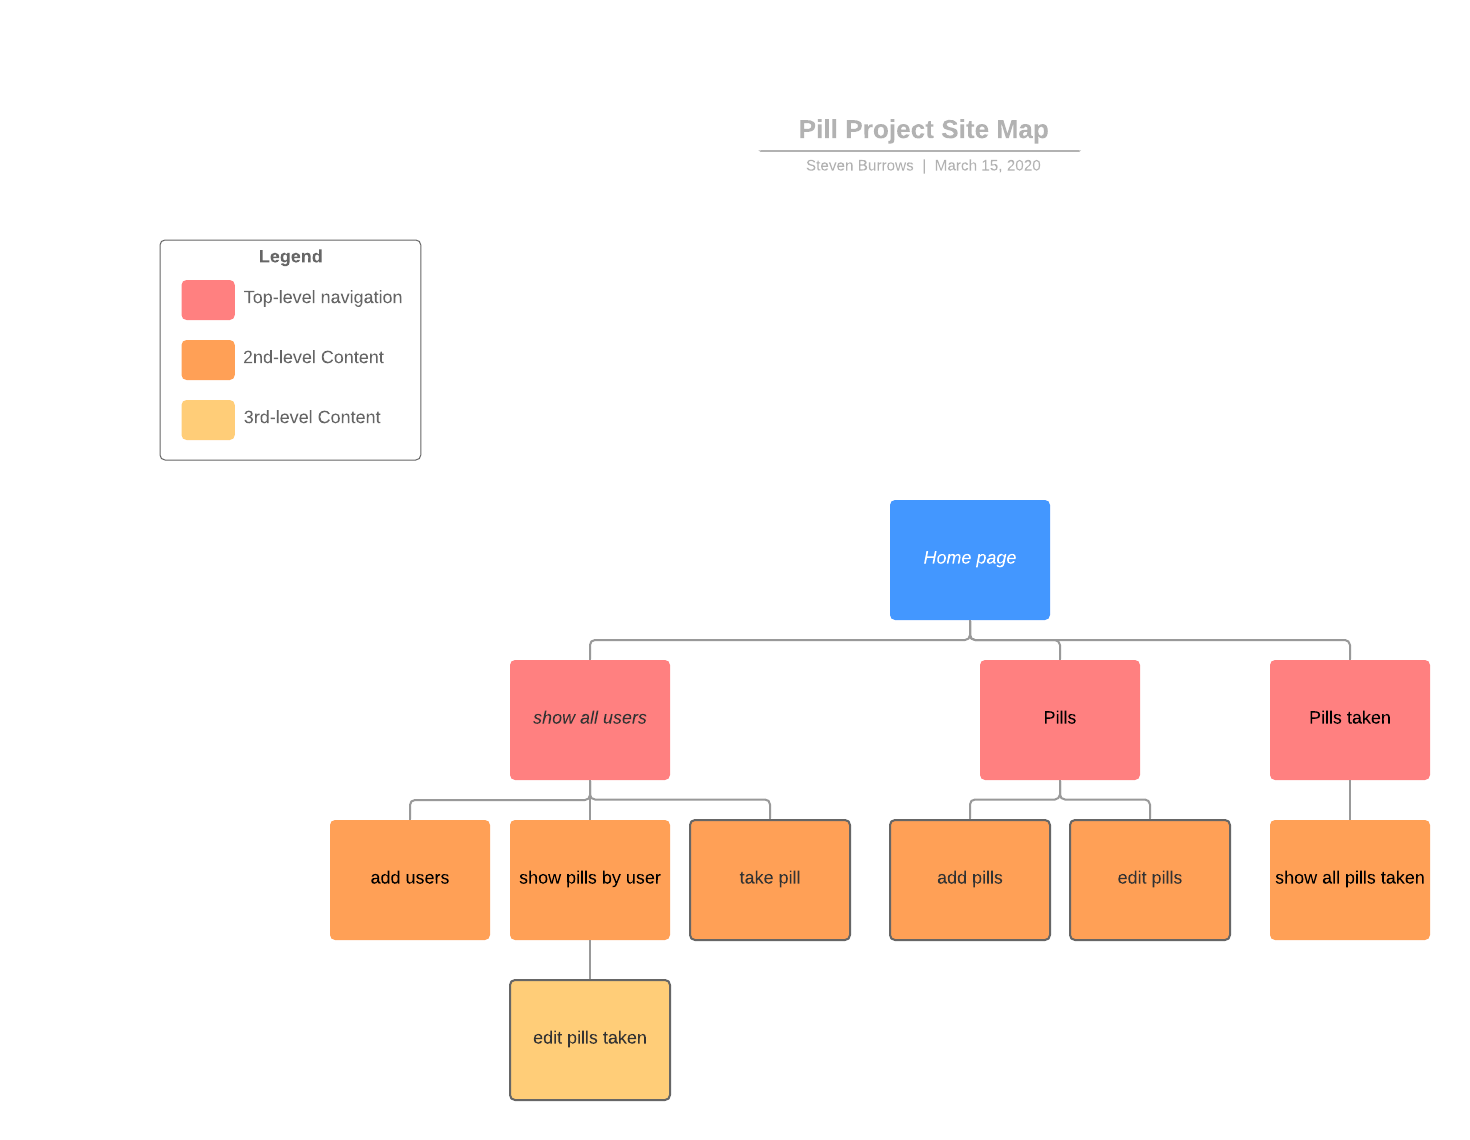 Pill Project Site Map
Steven Burrows | March 15, 2020
Legend
Top-level navigation
2nd-level Content
3rd-level Content
Home page
show all users
Pills
Pills taken
add users
show pills by user
take pill
add pills
edit pills
show all pills taken
edit pills taken